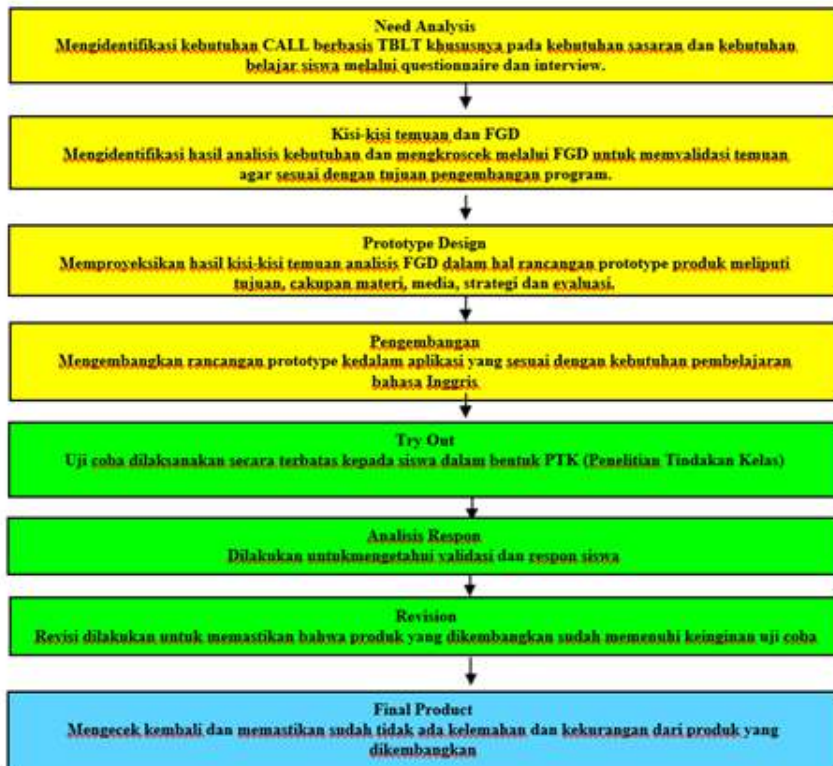 Need Analysis
Mengidentifikasi kebutuhan CALL berbasis TBLT khususnya pada kebutuhan sasaran dan kebutuhan
belajar siswa melalui questionnaire dan interview.
Kisi-kisi temuan dan FGD
Mengidentifikasi hasil analisis kebutuhan dan mengkroscek melalui FGD untuk memvalidasi temuan
agar sesuai dengan tujuan pengembangan program.
Prototype Design
Memproyeksikan hasil kisi-kisi temuan analisis FGD dalam hal rancangan prototype produk meliputi
tujuan, cakupan materi, media, strategi dan evaluasi.
Pengembangan
Mengembangkan rancangan prototype kedalam aplikasi yang sesuai dengan kebutuhan pembelajaran
bahasa Inggris
Try Out
Uji coba dilaksanakan secara terbatas kepada siswa dalam bentuk PTK (Penelitian Tindakan Kelas)
Analisis Respon
Dilakukan untukmengetahui validasi dan respon siswa
Revision
Revisi dilakukan untuk memastikan bahwa produk yang dikembangkan sudah memenuhi keinginan uji coba
Final Product
Mengecek kembali dan memastikan sudah tidak ada kelemahan dan kekurangan dari produk yang
dikembangkan